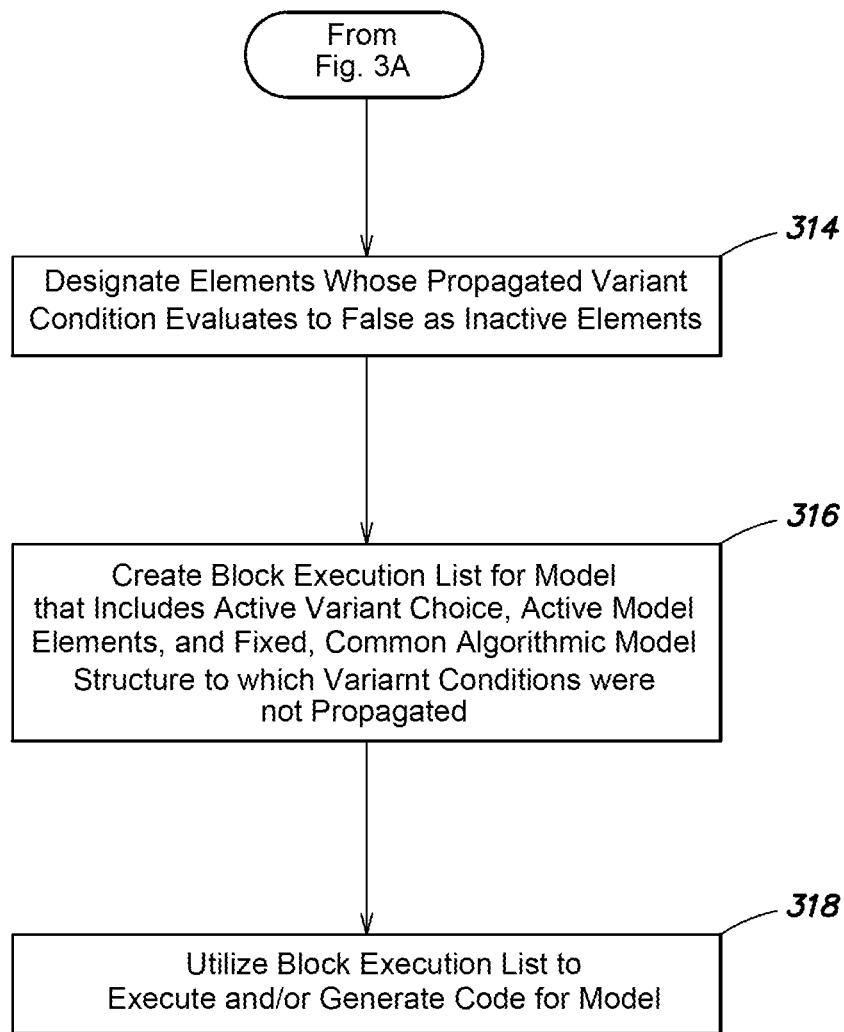 From
Fig. 3A
314
Designate Elements Whose Propagated Variant
Condition Evaluates to False as Inactive Elements
316
Create Block Execution List for Model
that Includes Active Variant Choice, Active Model
Elements, and Fixed, Common Algorithmic Model
Structure to which Variarnt Conditions were
not Propagated
318
Utilize Block Execution List to
Execute and/or Generate Code for Model